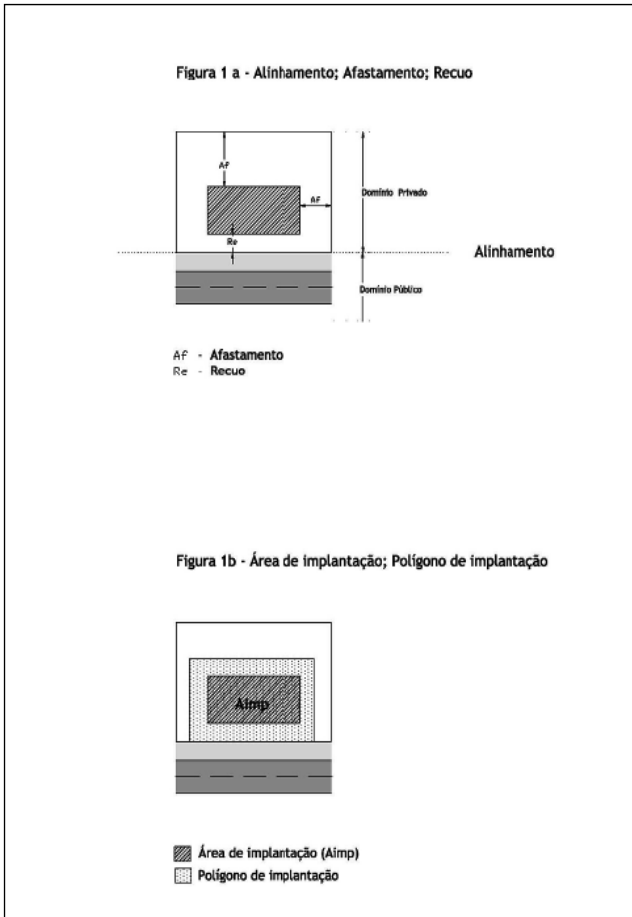 Figura 1 a - Alinhamento; Afastamento; Recuo
Af
Af
Re
Domínio Privado
Alinhamento
Domínio Público
Af - Afastamento
Re - Recuo
Figura 1b - Área de implantação; Polígono de implantação
Aimp
Área de implantação (Aimp)
Polígono de implantação